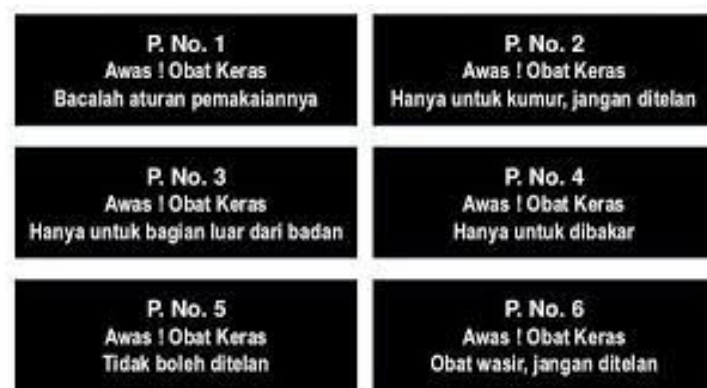 P. No. 1
Awas ! Obat Keras
Bacalah aturan pemakaiannya
P. No. 2
Awas ! Obat Keras
Hanya untuk kumur, jangan ditelan
P. No. 3
Awas ! Obat Keras
Hanya untuk bagian luar dari badan
P. No. 4
Awas ! Obat Keras
Hanya untuk dibakar
P. No. 5
Awas ! Obat Keras
Tidak boleh ditelan
P. No. 6
Awas ! Obat Keras
Obat wasir, jangan ditelan